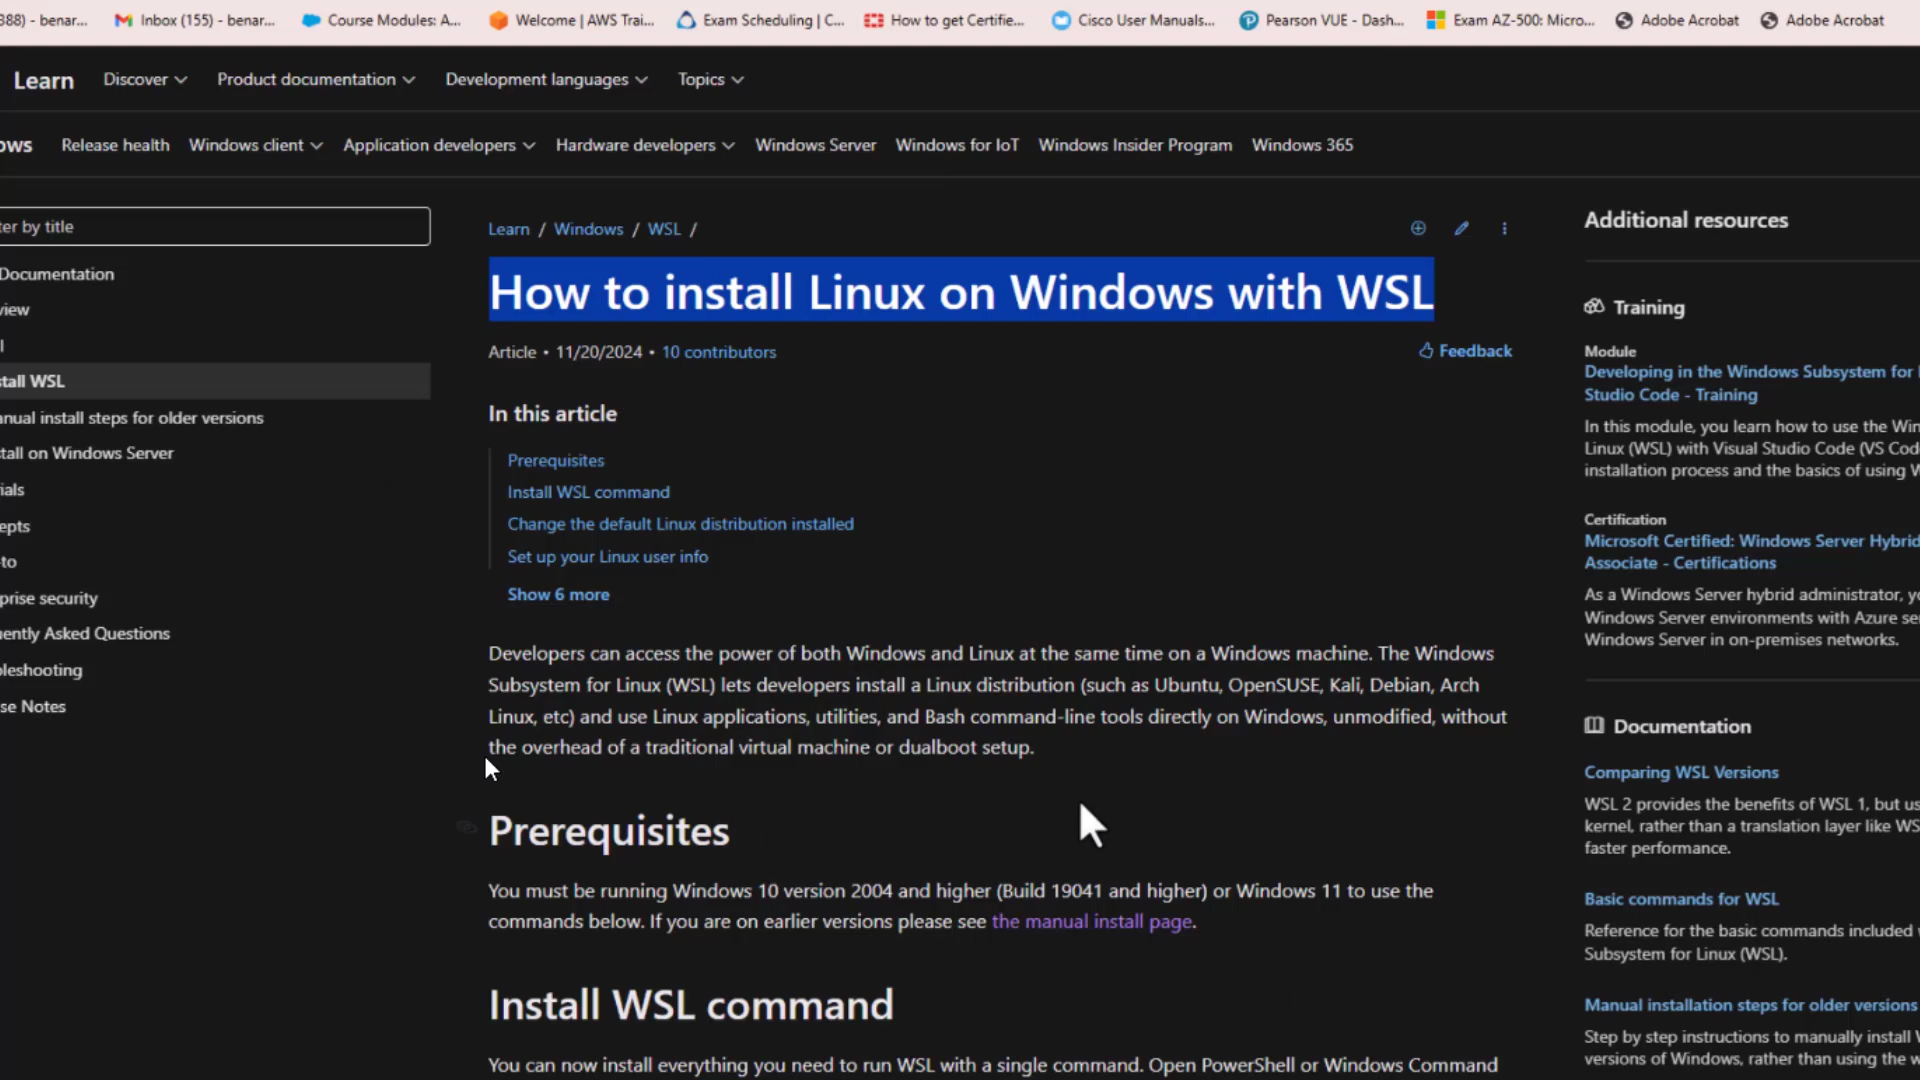 388) - benar...
Inbox (155) - benar...
Course Modules: A...
Welcome | AWS Trai...
Exam Scheduling | C...
How to get Certifie...
Cisco User Manuals...
Pearson VUE - Dash...
Exam AZ-500: Micro...
Adobe Acrobat
Adobe Acrobat
Learn
Discover
Product documentation
Development languages
Topics
ows
Release health
Windows client
Application developers
Hardware developers
Windows Server
Windows for IoT
Windows Insider Program
Windows 365
ter by title
Documentation
view
l
stall WSL
anual install steps for older versions
stall on Windows Server
ials
epts
-to
prise security
uently Asked Questions
bleshooting
se Notes
Learn / Windows / WSL /
How to install Linux on Windows with WSL
Article • 11/20/2024 • 10 contributors
Feedback
In this article
Prerequisites
Install WSL command
Change the default Linux distribution installed
Set up your Linux user info
Show 6 more
Developers can access the power of both Windows and Linux at the same time on a Windows machine. The Windows
Subsystem for Linux (WSL) lets developers install a Linux distribution (such as Ubuntu, OpenSUSE, Kali, Debian, Arch
Linux, etc) and use Linux applications, utilities, and Bash command-line tools directly on Windows, unmodified, without
the overhead of a traditional virtual machine or dualboot setup.
Prerequisites
You must be running Windows 10 version 2004 and higher (Build 19041 and higher) or Windows 11 to use the
commands below. If you are on earlier versions please see the manual install page.
Install WSL command
You can now install everything you need to run WSL with a single command. Open PowerShell or Windows Command
Additional resources
Training
Module
Developing in the Windows Subsystem for
Studio Code - Training
In this module, you learn how to use the Win
Linux (WSL) with Visual Studio Code (VS Cod
installation process and the basics of using W
Certification
Microsoft Certified: Windows Server Hybrid
Associate - Certifications
As a Windows Server hybrid administrator, yo
Windows Server environments with Azure se
Windows Server in on-premises networks.
Documentation
Comparing WSL Versions
WSL 2 provides the benefits of WSL 1, but us
kernel, rather than a translation layer like WS
faster performance.
Basic commands for WSL
Reference for the basic commands included
Subsystem for Linux (WSL).
Manual installation steps for older versions
Step by step instructions to manually install W
versions of Windows, rather than using the w